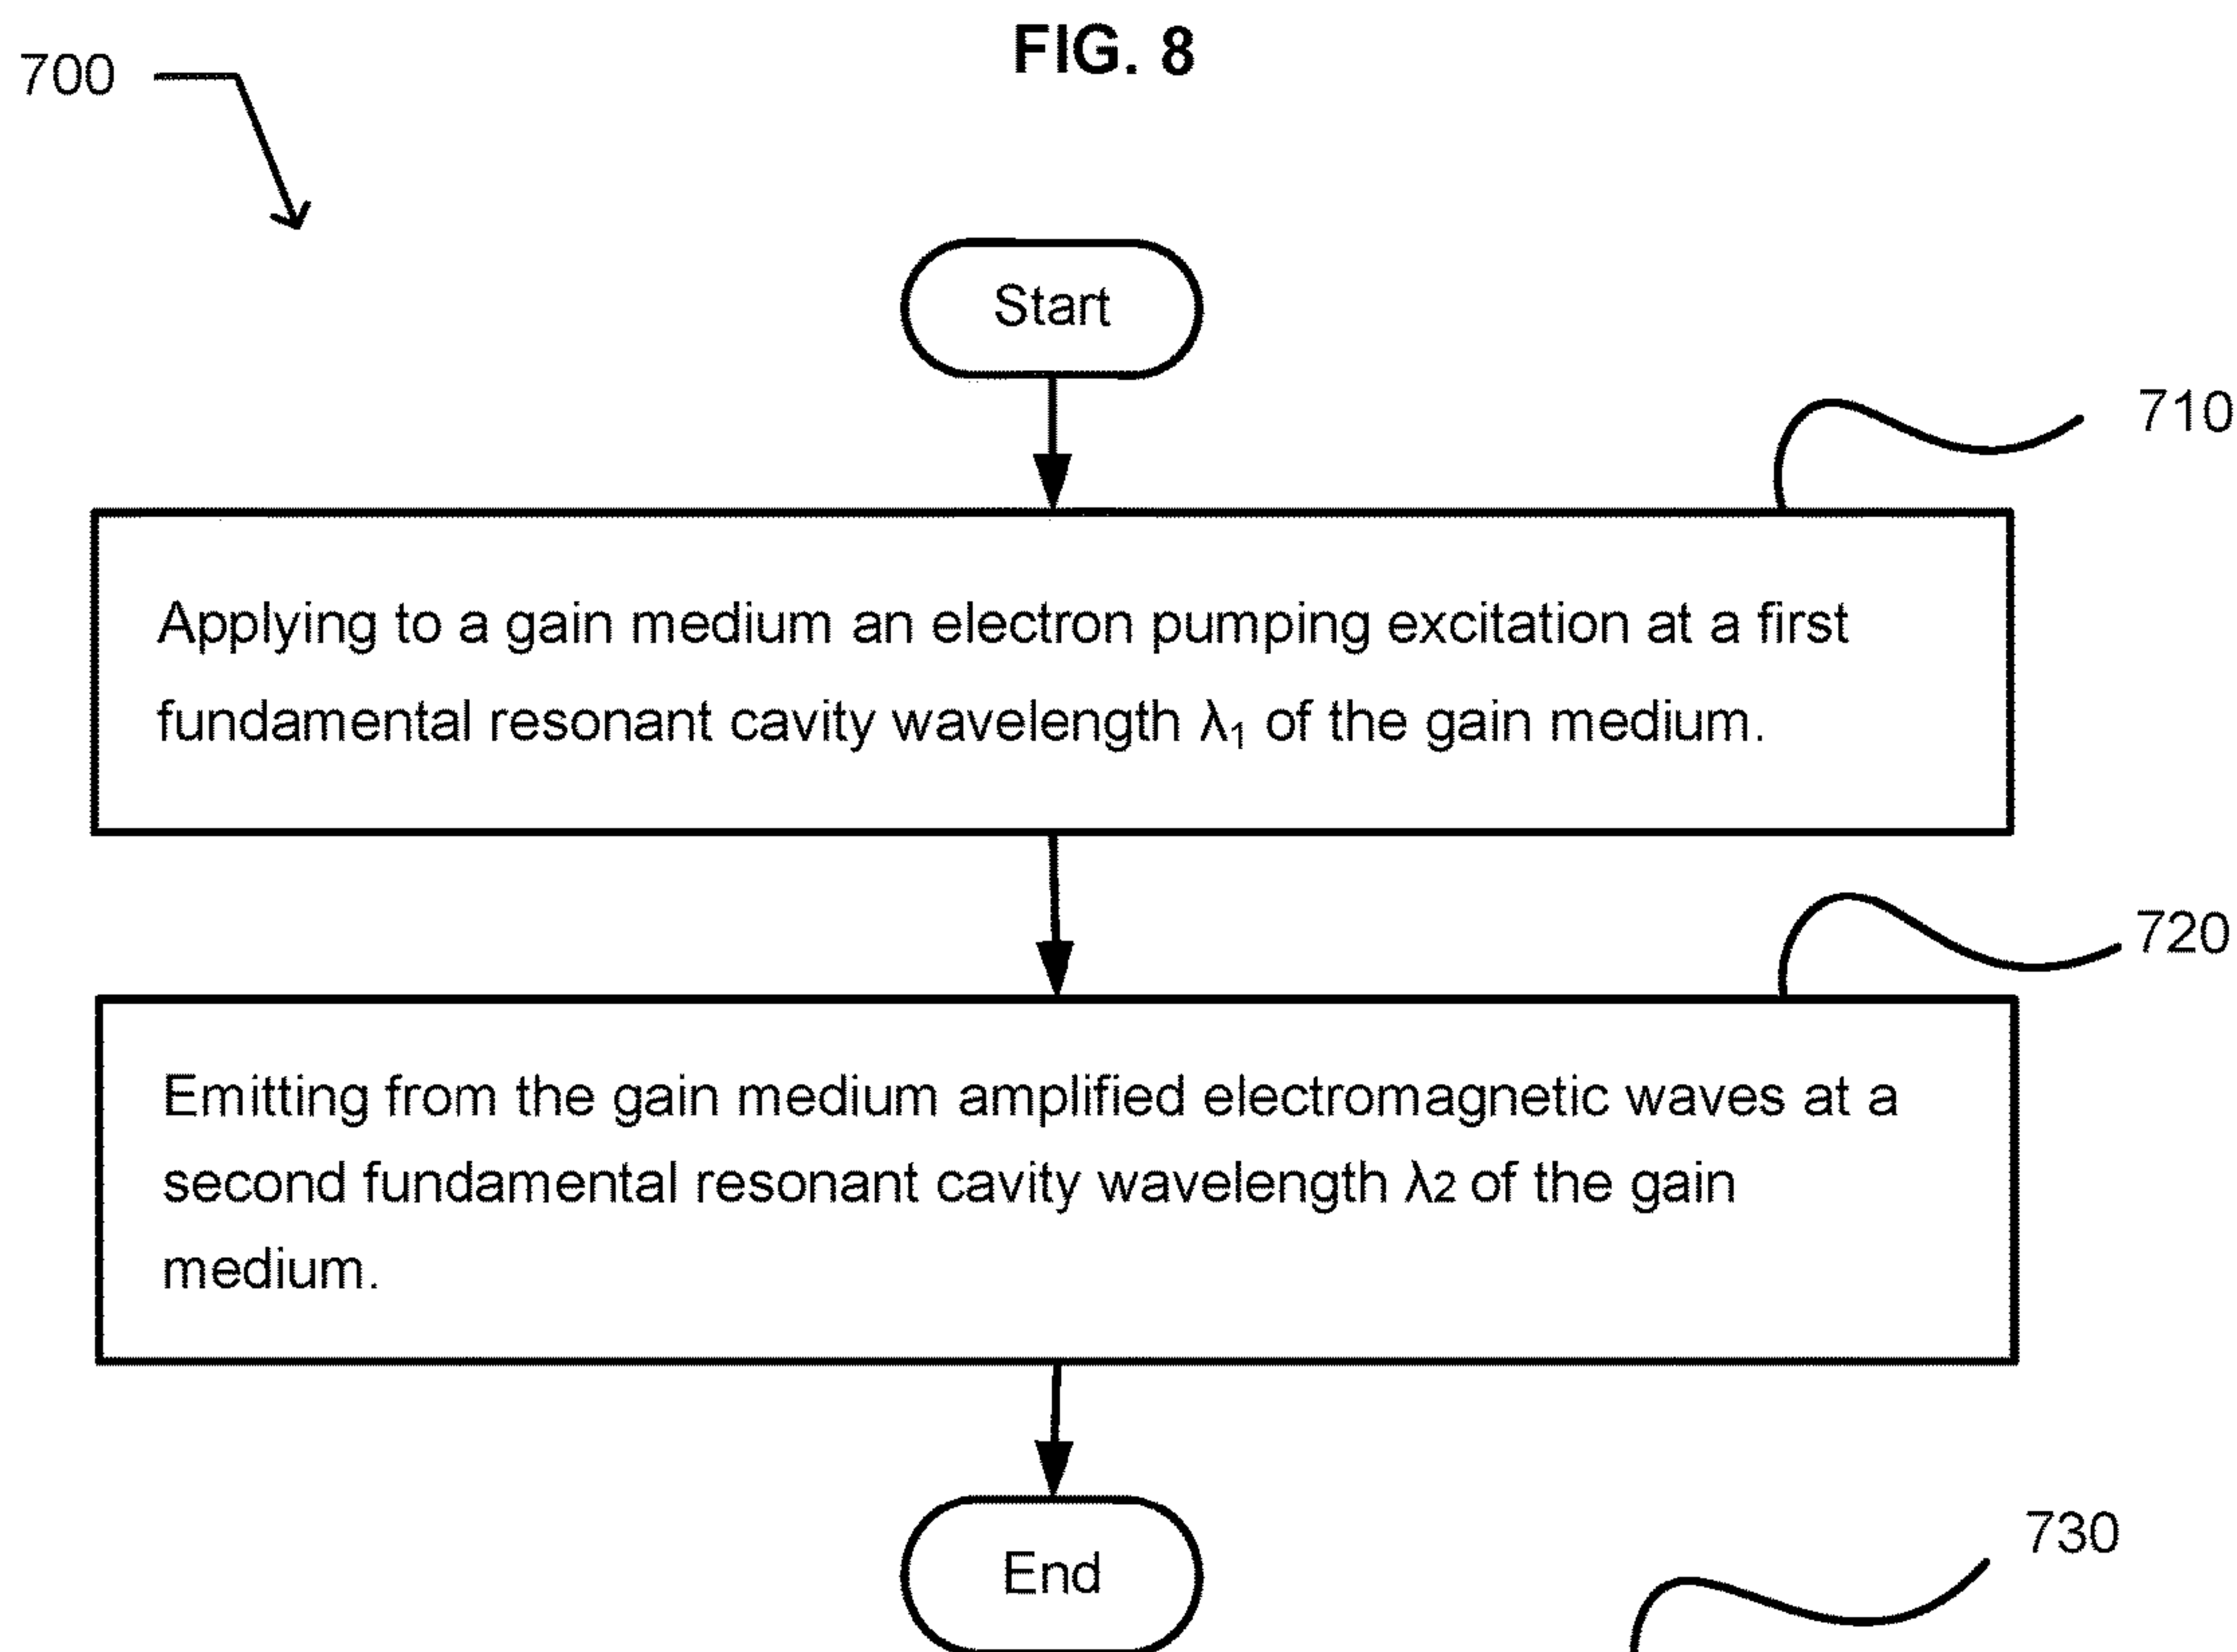 FIG. 8
700
Start
710
Applying to a gain medium an electron pumping excitation at a first
fundamental resonant cavity wavelength λ₁ of the gain medium.
720
Emitting from the gain medium amplified electromagnetic waves at a
second fundamental resonant cavity wavelength λ2 of the gain
medium.
End
730